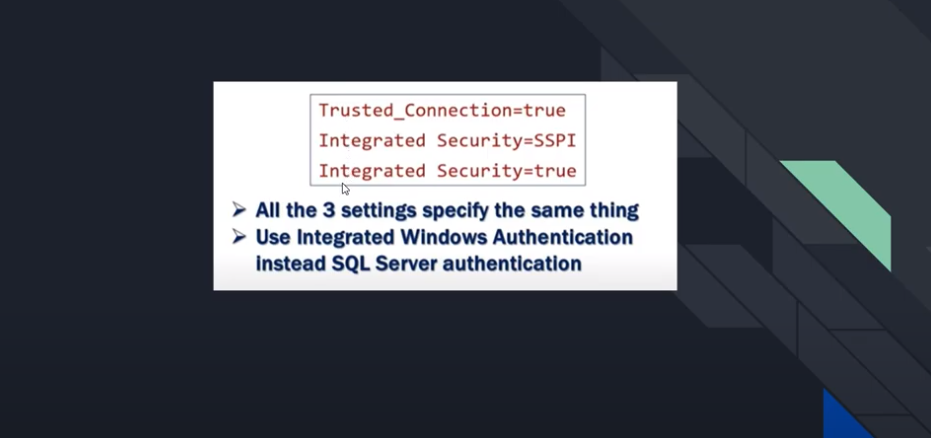 Trusted_Connection=true
Integrated Security=SSPI
Integrated Security=true
➢ All the 3 settings specify the same thing
➢ Use Integrated Windows Authentication
instead SQL Server authentication